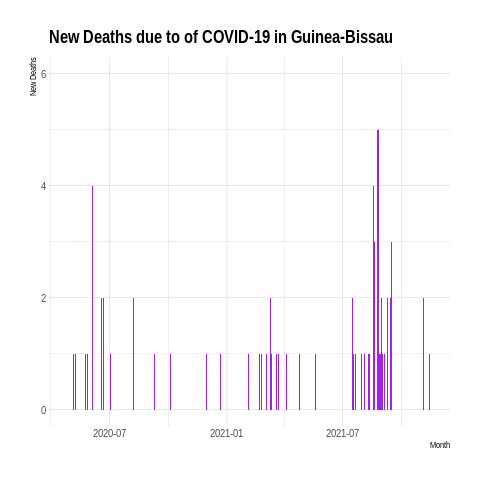 New Deaths due to of COVID-19 in Guinea-Bissau
New Deaths
6
4
2
0
2020-07
2021-01
2021-07
Month